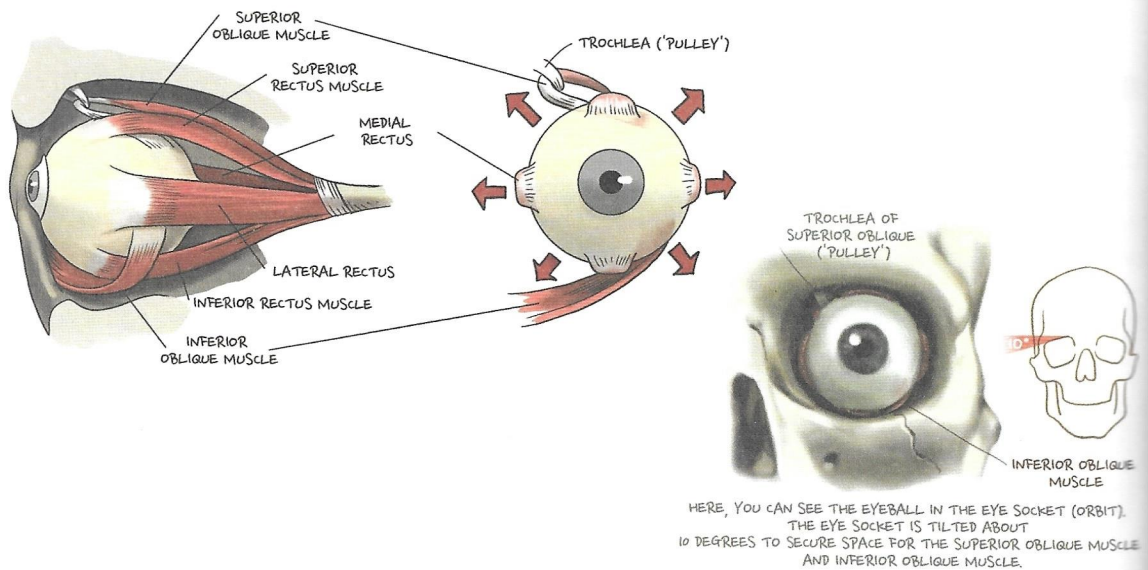 SUPERIOR
OBLIQUE MUSCLE
SUPERIOR
RECTUS MUSCLE
MEDIAL
RECTUS
LATERAL RECTUS
INFERIOR RECTUS MUSCLE
INFERIOR
OBLIQUE MUSCLE
TROCHLEA ('PULLEY')
TROCHLEA OF
SUPERIOR OBLIQUE
('PULLEY')
10°
INFERIOR OBLIQUE
MUSCLE
HERE, YOU CAN SEE THE EYEBALL IN THE EYE SOCKET (ORBIT).
THE EYE SOCKET IS TILTED ABOUT
10 DEGREES TO SECURE SPACE FOR THE SUPERIOR OBLIQUE MUSCLE
AND INFERIOR OBLIQUE MUSCLE.